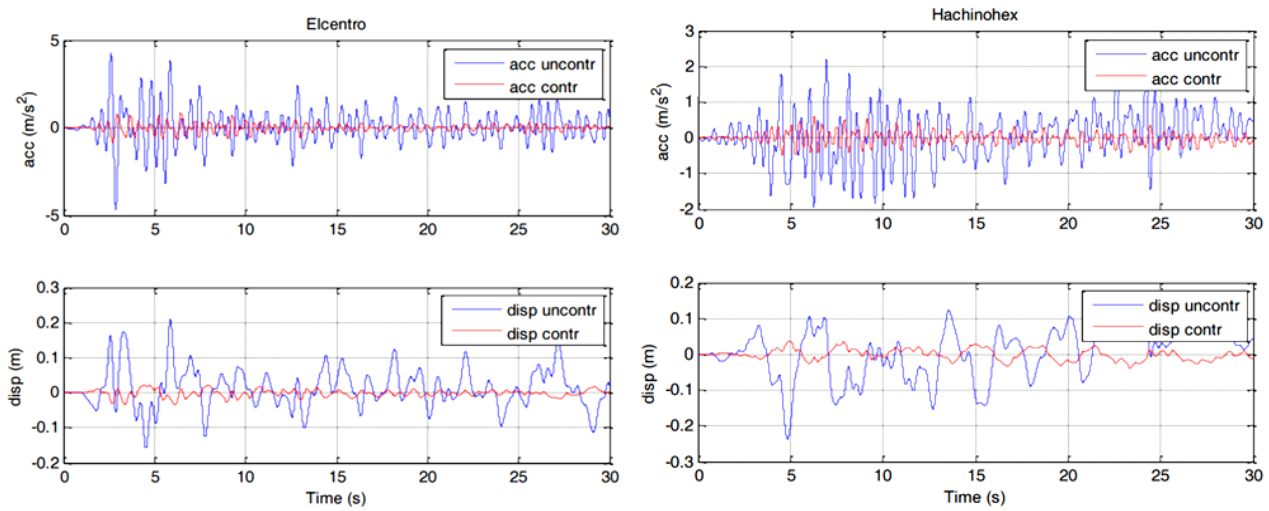 Elcentro
5
0
-5
acc (m/s²)
acc uncontr
acc contr
0 5 10 15 20 25 30
0.3
0.2
0.1
0
-0.1
-0.2
disp (m)
disp uncontr
disp contr
0 5 10 15 20 25 30
Time (s)
Hachinohex
3
2
1
0
-1
-2
acc (m/s²)
acc uncontr
acc contr
0 5 10 15 20 25 30
0.2
0.1
0
-0.1
-0.2
-0.3
disp (m)
disp uncontr
disp contr
0 5 10 15 20 25 30
Time (s)